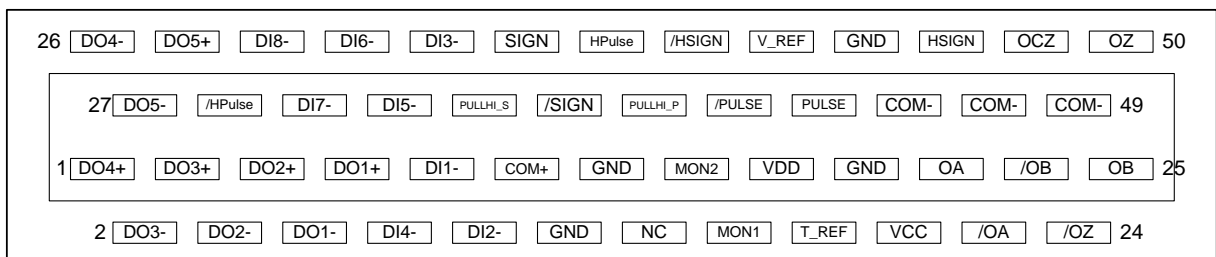 26 DO4- DO5+ DI8- DI6- DI3- SIGN HPulse /HSIGN V_REF GND HSIGN OCZ OZ 50
27 DO5- /HPulse DI7- DI5- PULLHI_S /SIGN PULLHI_P /PULSE PULSE COM- COM- COM- 49
1 DO4+ DO3+ DO2+ DO1+ DI1- COM+ GND MON2 VDD GND OA /OB OB 25
2 DO3- DO2- DO1- DI4- DI2- GND NC MON1 T_REF VCC /OA /OZ 24